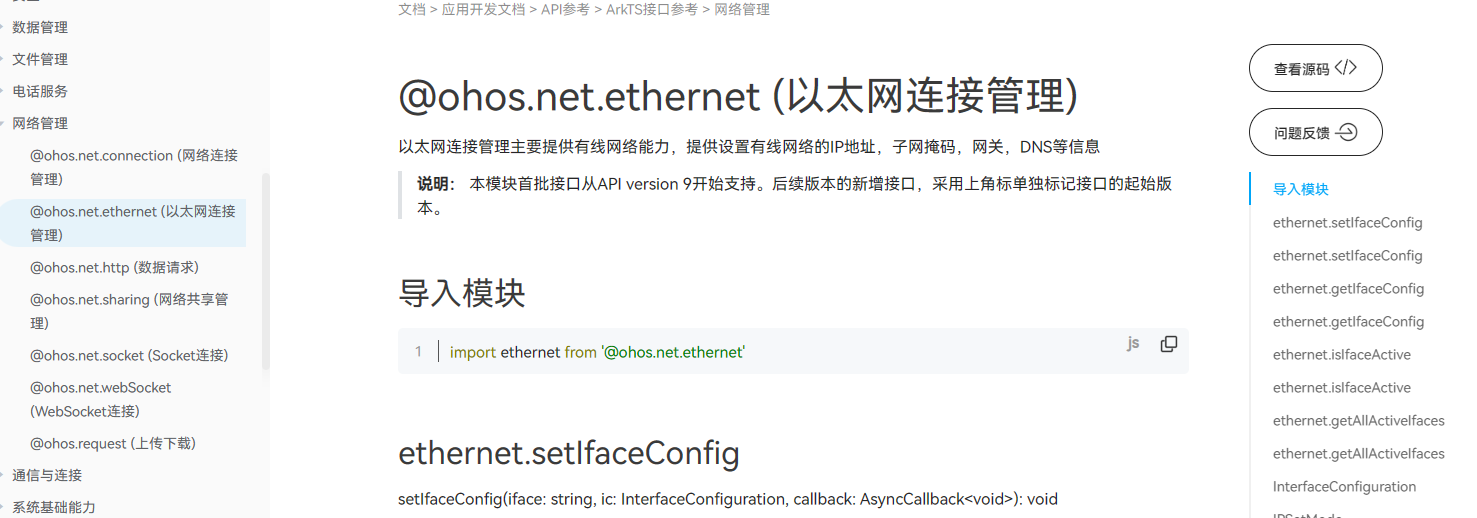 文档 > 应用开发文档 > API参考 > ArkTS接口参考 > 网络管理
数据管理
文件管理
电话服务
网络管理
@ohos.net.connection (网络连接
管理)
@ohos.net.ethernet (以太网连接
管理)
@ohos.net.http (数据请求)
@ohos.net.sharing (网络共享管
理)
@ohos.net.socket (Socket连接)
@ohos.net.webSocket
(WebSocket连接)
@ohos.request (上传下载)
通信与连接
系统基础能力
@ohos.net.ethernet (以太网连接管理)
以太网连接管理主要提供有线网络能力，提供设置有线网络的IP地址，子网掩码，网关，DNS等信息
说明： 本模块首批接口从API version 9开始支持。后续版本的新增接口，采用上角标单独标记接口的起始版
本。
导入模块
js
1 import ethernet from '@ohos.net.ethernet'
ethernet.setIfaceConfig
setIfaceConfig(iface: string, ic: InterfaceConfiguration, callback: AsyncCallback<void>): void
查看源码
问题反馈
导入模块
ethernet.setIfaceConfig
ethernet.setIfaceConfig
ethernet.getIfaceConfig
ethernet.getIfaceConfig
ethernet.isIfaceActive
ethernet.isIfaceActive
ethernet.getAllActiveIfaces
ethernet.getAllActiveIfaces
InterfaceConfiguration